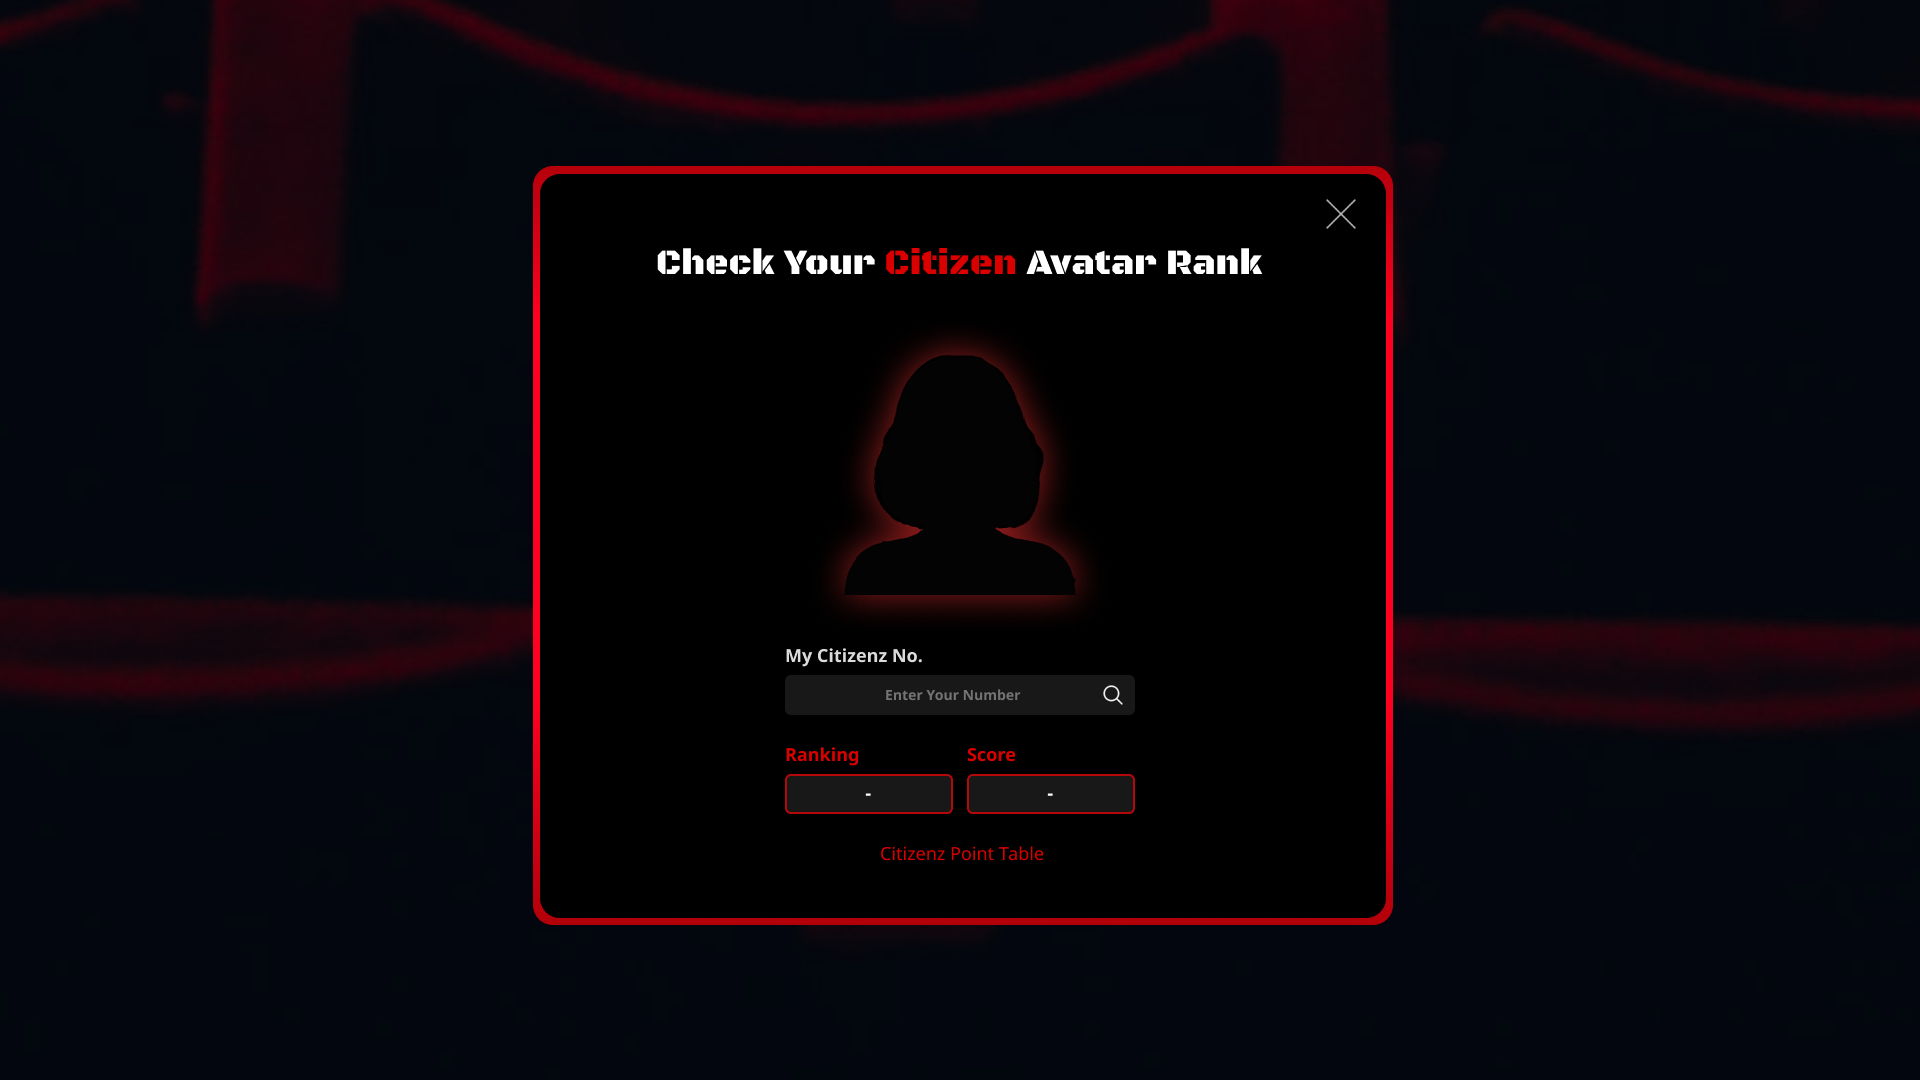 Check Your Citizen Avatar Rank
My Citizenz No.
Enter Your Number
Ranking Score
- -
Citizenz Point Table